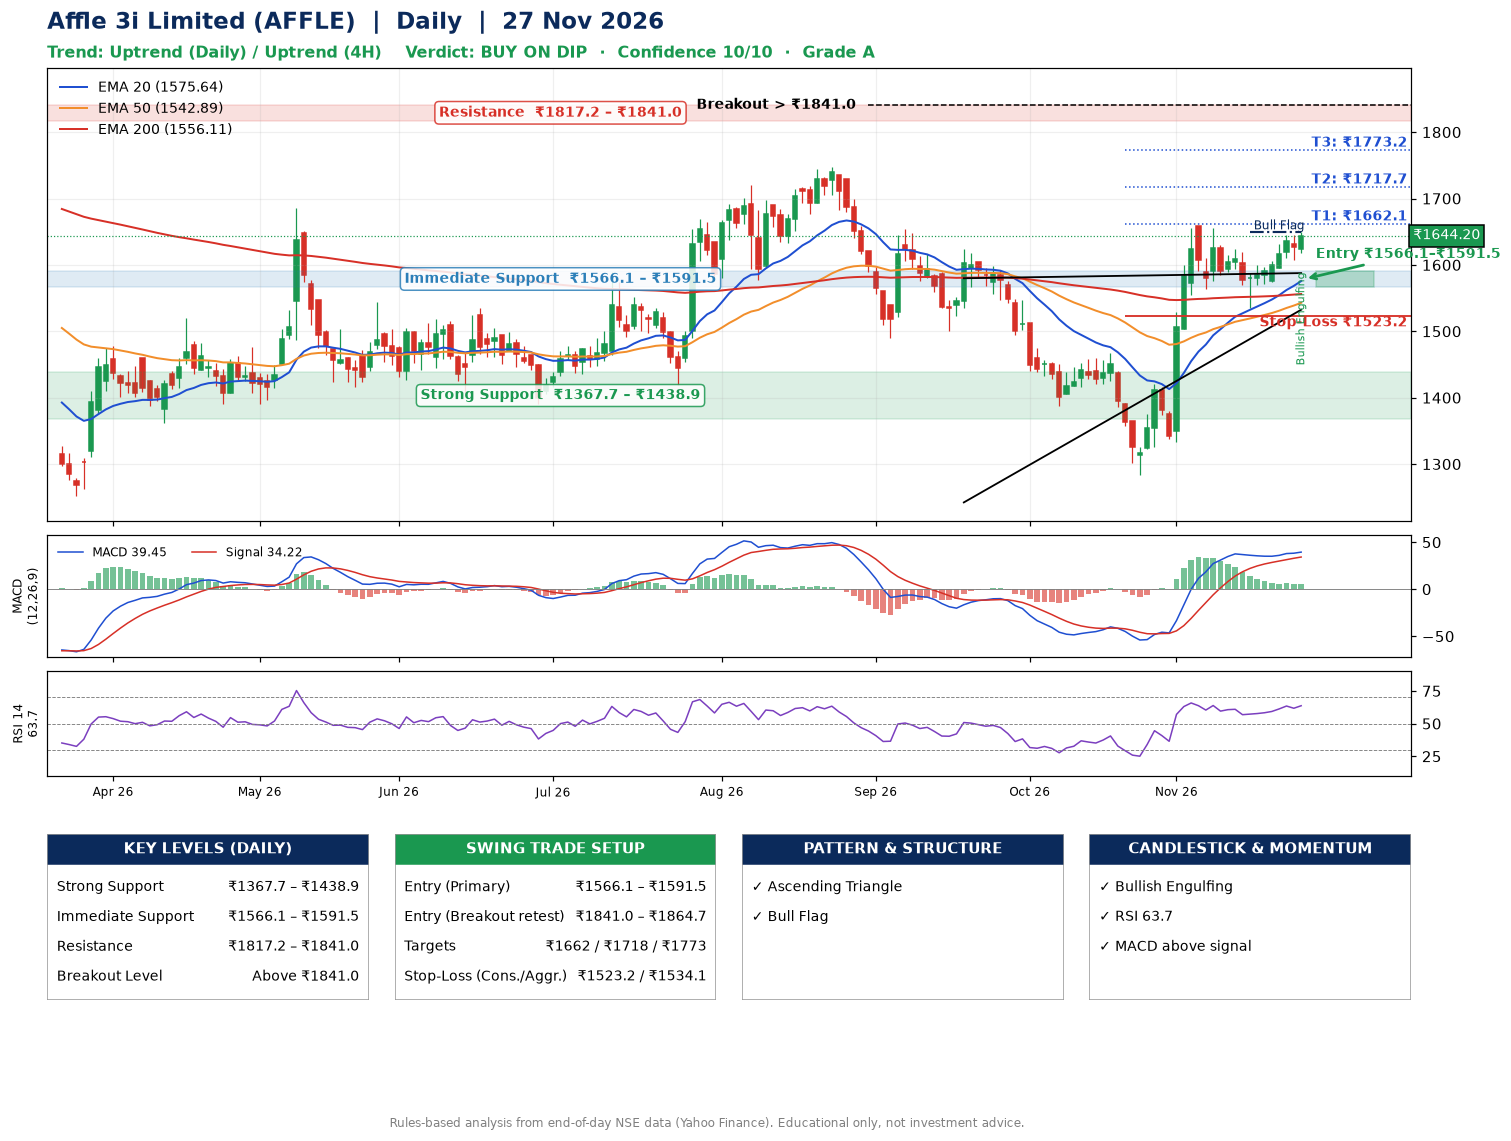 Affle 3i Limited (AFFLE)  |  Daily  |  27 Nov 2026
Trend: Uptrend (Daily) / Uptrend (4H)    Verdict: BUY ON DIP  ·  Confidence 10/10  ·  Grade A
EMA 20 (1575.64)
EMA 50 (1542.89)
EMA 200 (1556.11)
Resistance  ₹1817.2 – ₹1841.0
Breakout > ₹1841.0
T3: ₹1773.2
T2: ₹1717.7
T1: ₹1662.1
Bull Flag
₹1644.20
Entry ₹1566.1–₹1591.5
Immediate Support  ₹1566.1 – ₹1591.5
Stop-Loss ₹1523.2
Bullish Engulfing
Strong Support  ₹1367.7 – ₹1438.9
1800
1700
1600
1500
1400
1300
MACD 39.45
Signal 34.22
MACD
(12,26,9)
50
0
−50
RSI 14
63.7
75
50
25
Apr 26
May 26
Jun 26
Jul 26
Aug 26
Sep 26
Oct 26
Nov 26
KEY LEVELS (DAILY)
Strong Support ₹1367.7 – ₹1438.9
Immediate Support ₹1566.1 – ₹1591.5
Resistance ₹1817.2 – ₹1841.0
Breakout Level Above ₹1841.0
SWING TRADE SETUP
Entry (Primary) ₹1566.1 – ₹1591.5
Entry (Breakout retest) ₹1841.0 – ₹1864.7
Targets ₹1662 / ₹1718 / ₹1773
Stop-Loss (Cons./Aggr.) ₹1523.2 / ₹1534.1
PATTERN & STRUCTURE
✓ Ascending Triangle
✓ Bull Flag
CANDLESTICK & MOMENTUM
✓ Bullish Engulfing
✓ RSI 63.7
✓ MACD above signal
Rules-based analysis from end-of-day NSE data (Yahoo Finance). Educational only, not investment advice.